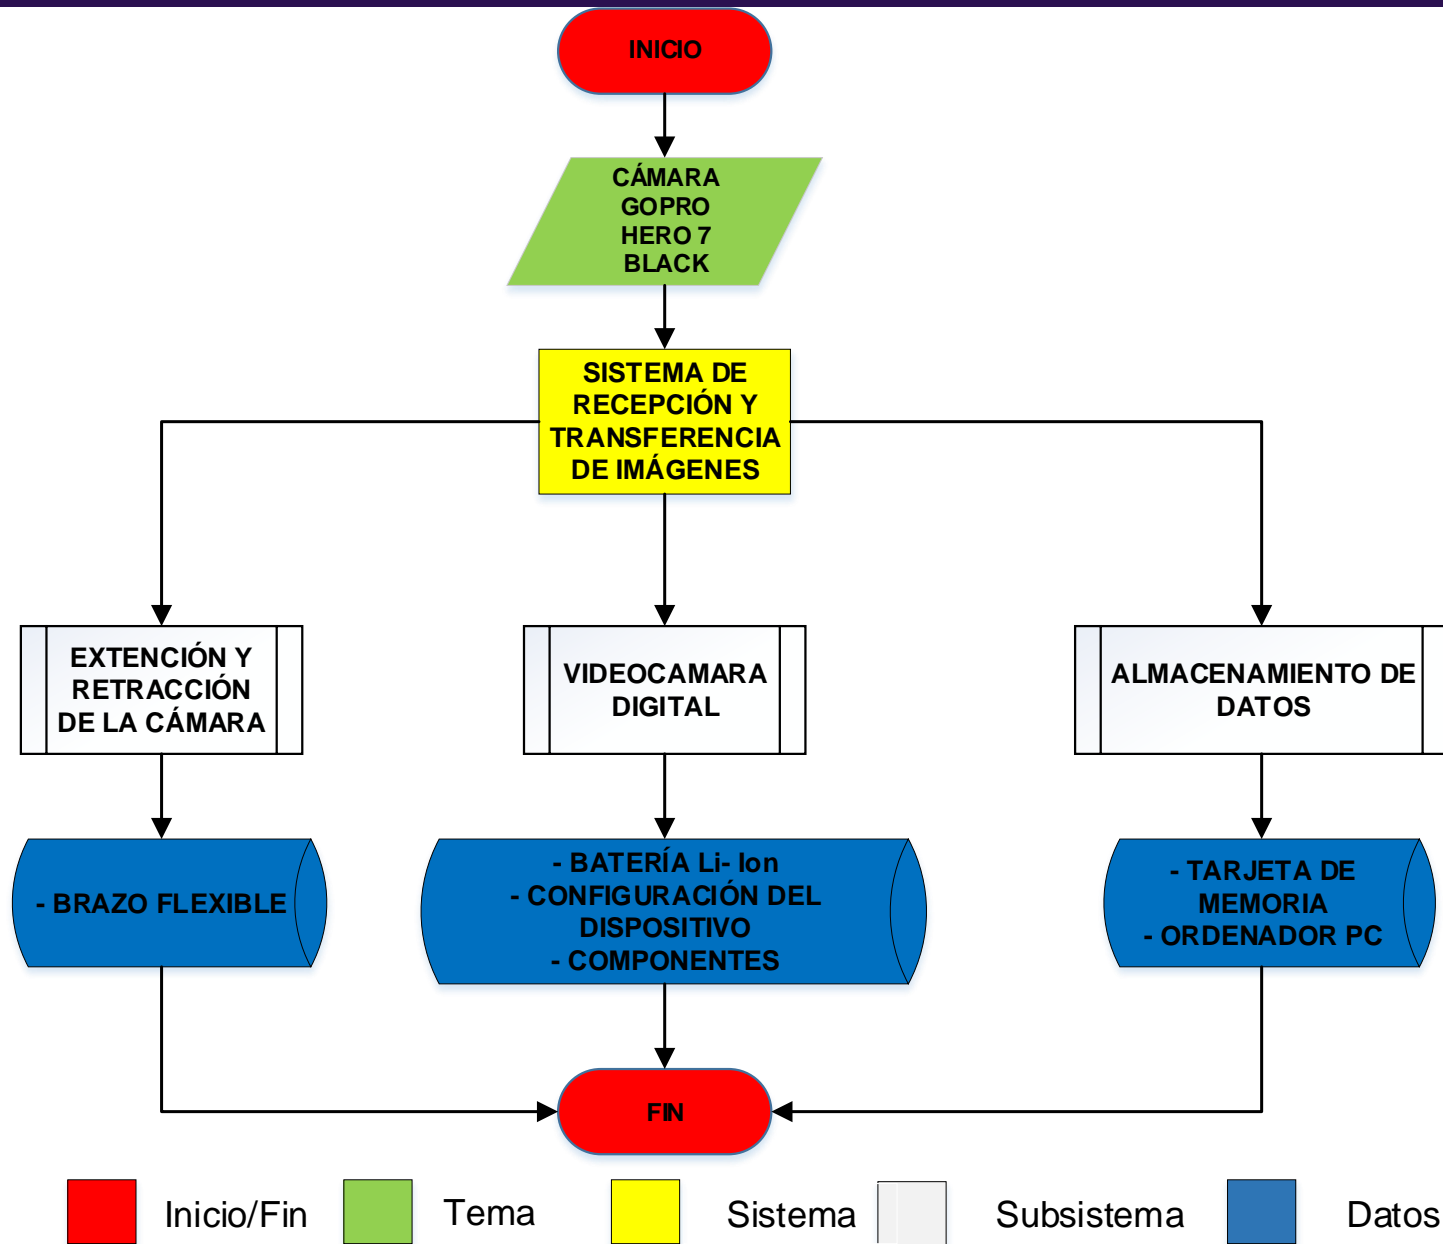 INICIO
CÁMARA
GOPRO
HERO 7
BLACK
SISTEMA DE
RECEPCIÓN Y
TRANSFERENCIA
DE IMÁGENES
EXTENCIÓN Y
RETRACCIÓN
DE LA CÁMARA
VIDEOCAMARA
DIGITAL
ALMACENAMIENTO DE
DATOS
- BRAZO FLEXIBLE
- BATERÍA Li- Ion
- CONFIGURACIÓN DEL
DISPOSITIVO
- COMPONENTES
- TARJETA DE
MEMORIA
- ORDENADOR PC
FIN
Inicio/Fin
Tema
Sistema
Subsistema
Datos